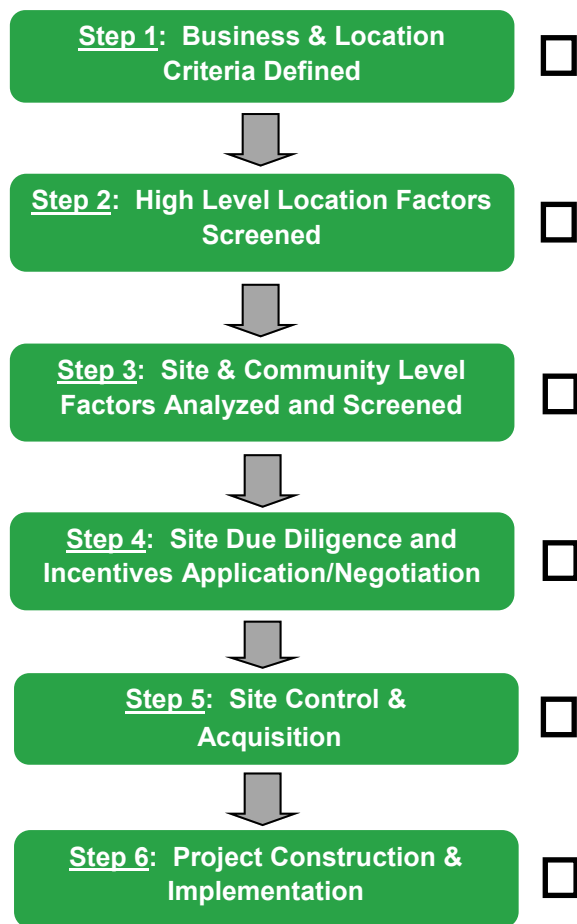 Step 1: Business & Location
Criteria Defined
Step 2: High Level Location Factors
Screened
Step 3: Site & Community Level
Factors Analyzed and Screened
Step 4: Site Due Diligence and
Incentives Application/Negotiation
Step 5: Site Control &
Acquisition
Step 6: Project Construction &
Implementation